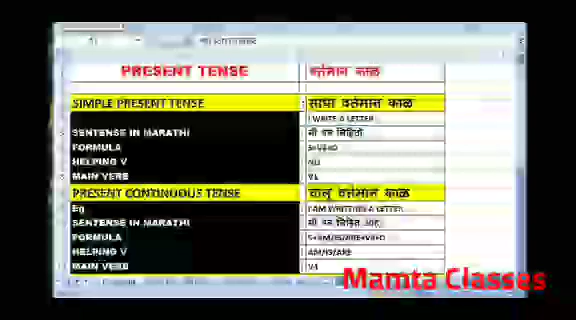 PRESENT TENSE वर्तमान काळ
SIMPLE PRESENT TENSE साधा वर्तमान काळ
I WRITE A LETTER
SENTENSE IN MARATHI मी पत्र लिहितो
FORMULA S+V1+O
HELPING V NO
MAIN VERB V1
PRESENT CONTINUOUS TENSE चालू वर्तमान काळ
Eg I AM WRITTING A LETTER
SENTENSE IN MARATHI मी पत्र लिहित आहे
FORMULA
HELPING V AM/IS/ARE
MAIN VERB V1
Mamta Classes